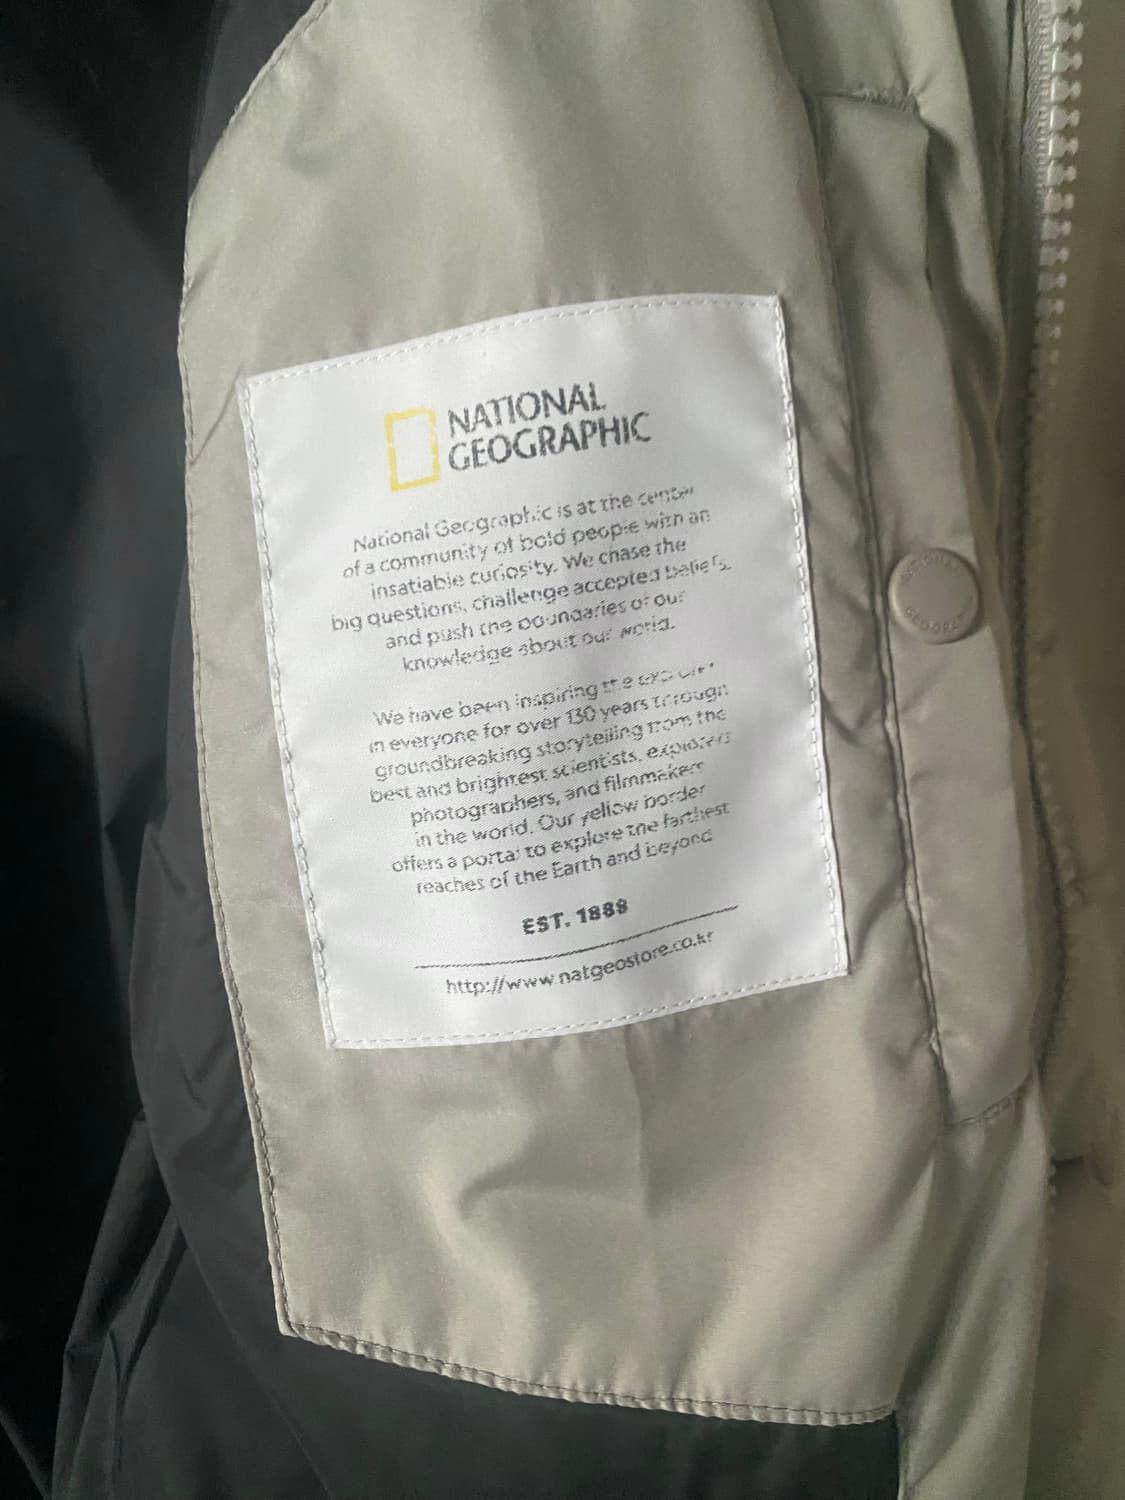 NATIONAL
GEOGRAPHIC
National Geographic is at the center
of a community of bold people with an
insatiable curiosity. We chase the
big questions, challenge accepted beliefs,
and push the boundaries of our
knowledge about our world.
We have been inspiring the
in everyone for over 130 years through
groundbreaking storytelling from the
best and brightest scientists, explorers
photographers, and filmmakers
in the world. Our yellow border
offers a portal to explore the farthest
reaches of the Earth and beyond
EST. 1888
http://www.natgeostore.co.kr